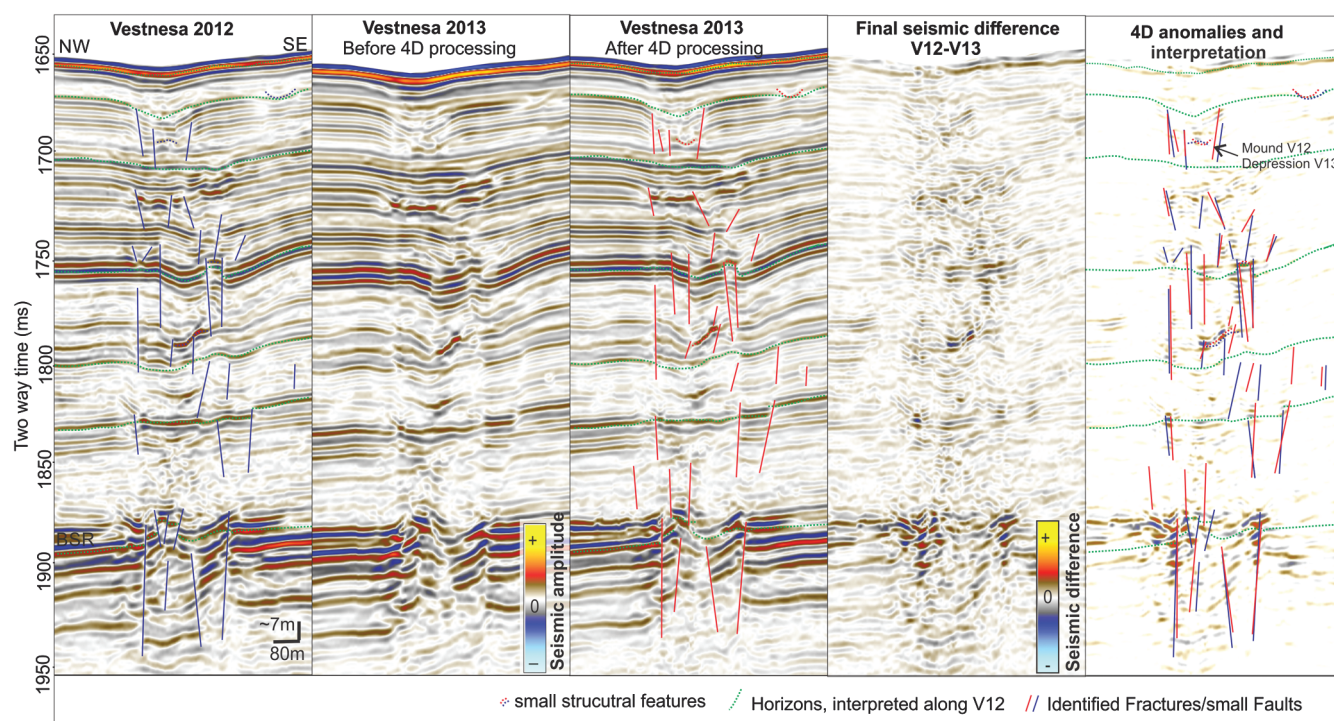 Vestnesa 2012
NW
SE
Vestnesa 2013
Before 4D processing
Vestnesa 2013
After 4D processing
Final seismic difference
V12-V13
4D anomalies and
interpretation
Two way time (ms)
1650
1700
1750
1800
1850
1900
1950
Mound V12
Depression V13
BSR
~7m
80m
+
0
–
Seismic amplitude
+
0
-
Seismic difference
small strucutral features
Horizons, interpreted along V12
Identified Fractures/small Faults